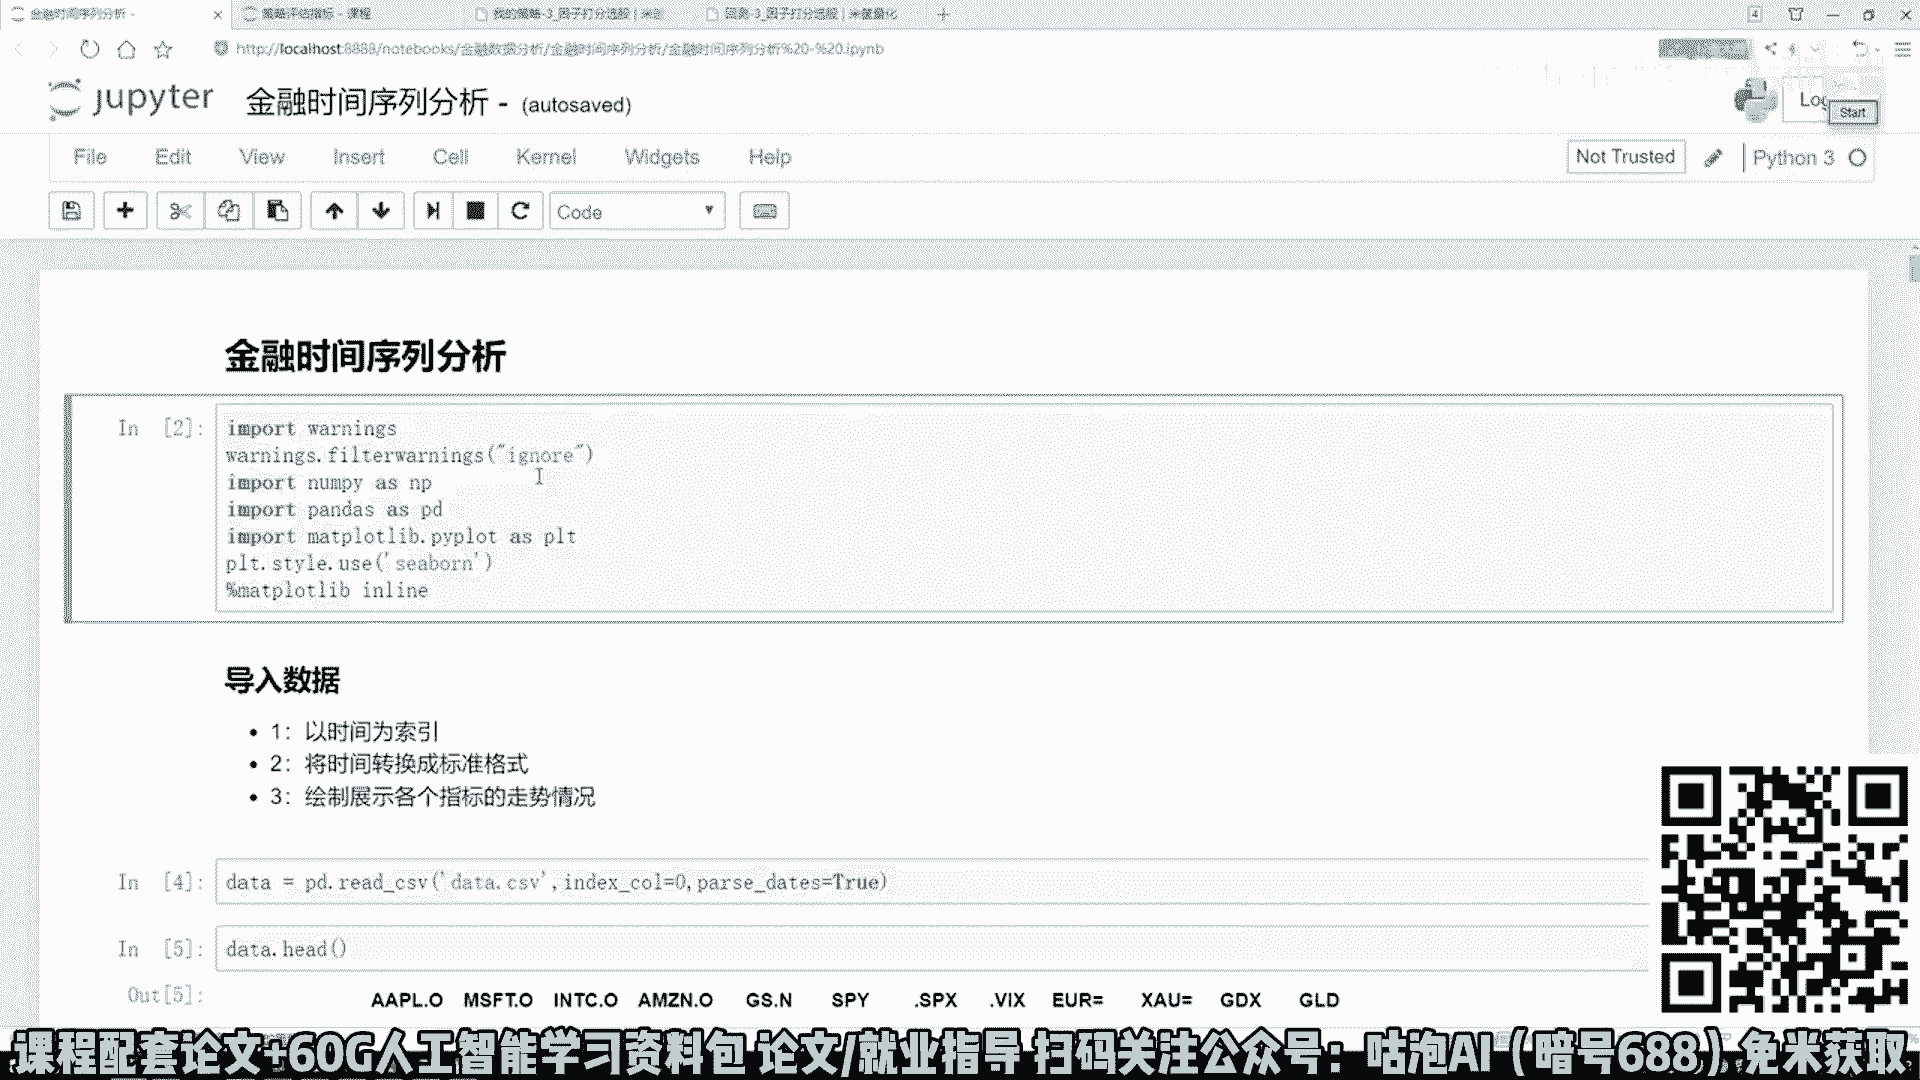 金融时间序列分析 -
策略评估指标 - 课程
我的策略-3_因子打分选股 | 米筐
回测-3_因子打分选股 | 米筐量化
4
http://localhost:8888/notebooks/金融数据分析/金融时间序列分析/金融时间序列分析%20-%20.ipynb
jupyter
金融时间序列分析 - (autosaved)
Start
File Edit View Insert Cell Kernel Widgets Help
Not Trusted
Python 3
Code
金融时间序列分析
In [2]:
import warnings
warnings.filterwarnings("ignore")
import numpy as np
import pandas as pd
import matplotlib.pyplot as plt
plt.style.use('seaborn')
%matplotlib inline
导入数据
1：以时间为索引
2：将时间转换成标准格式
3：绘制展示各个指标的走势情况
In [4]: data = pd.read_csv('data.csv',index_col=0,parse_dates=True)
In [5]: data.head()
Out[5]:
AAPL.O MSFT.O INTC.O AMZN.O GS.N SPY .SPX .VIX EUR= XAU= GDX GLD
课程配套论文+60G人工智能学习资料包 论文/就业指导 扫码关注公众号：咕泡AI（暗号688）免米获取